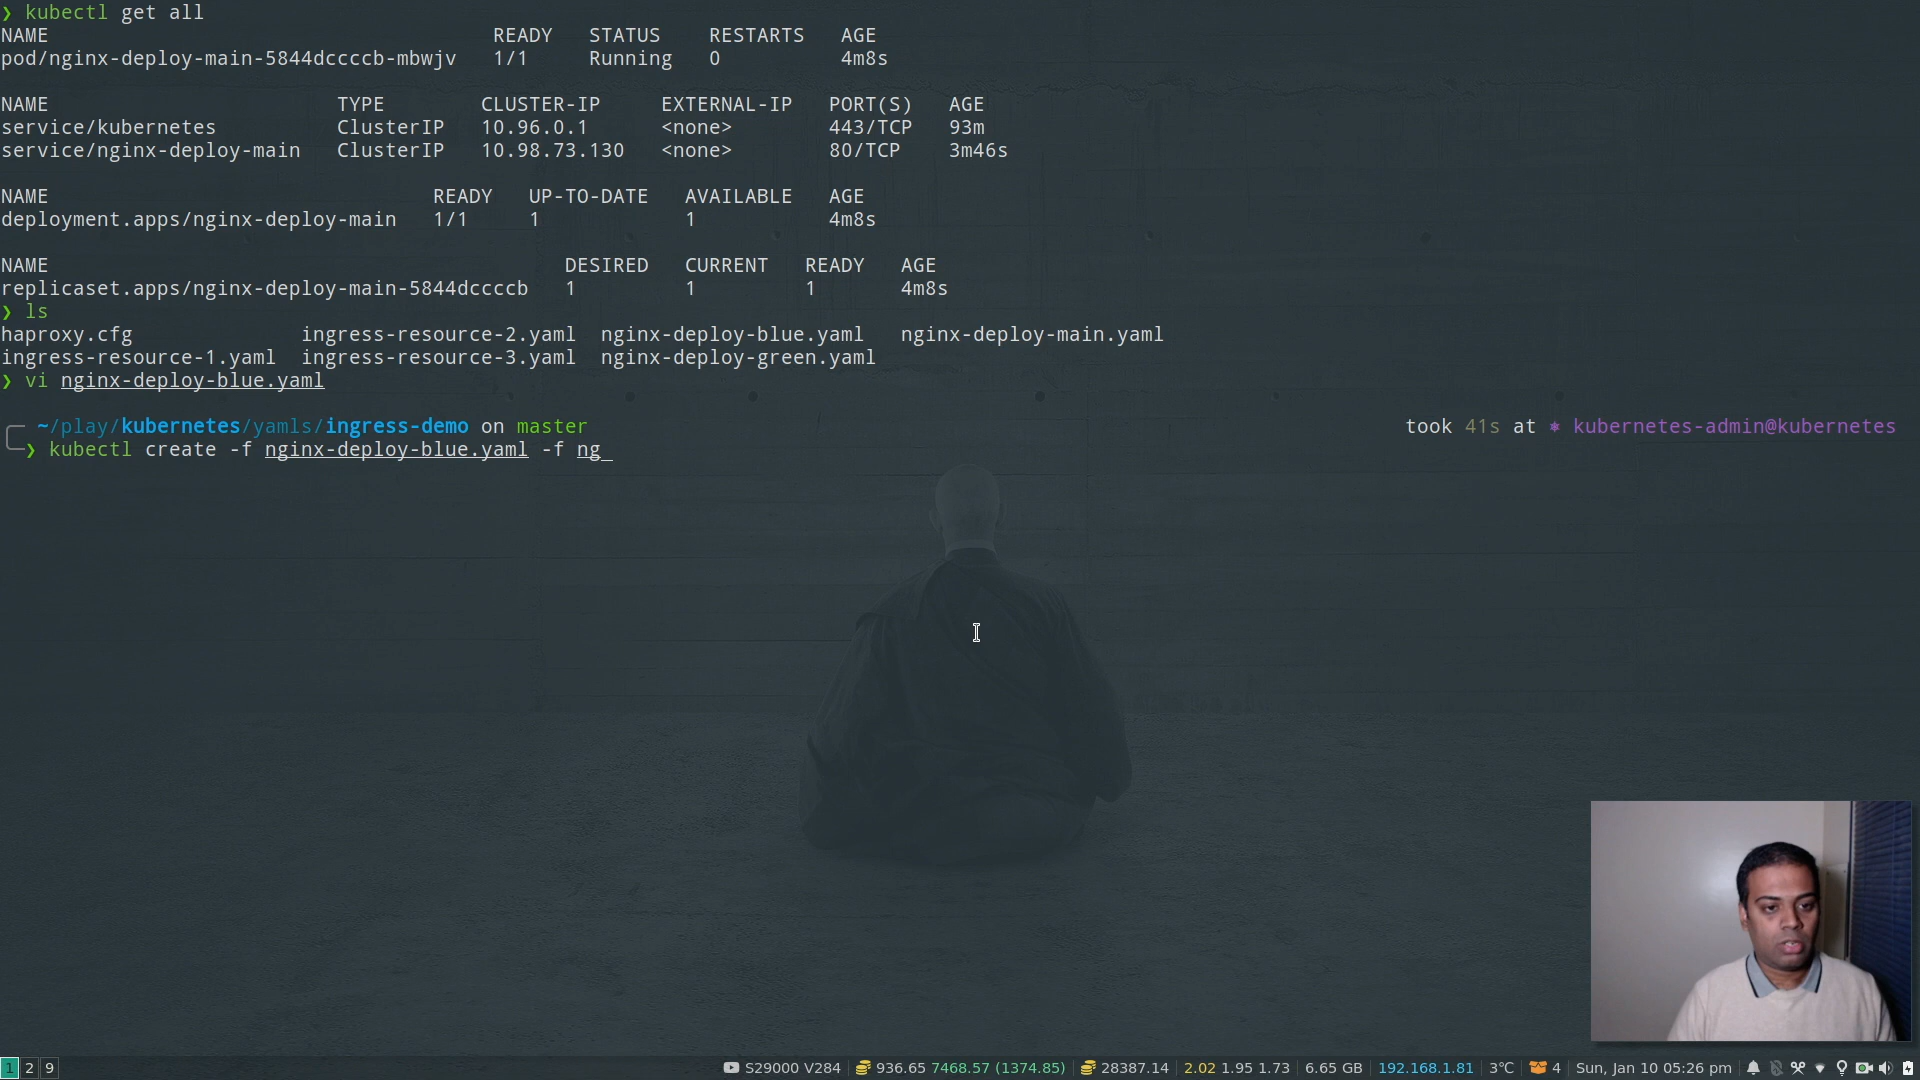 ❯ kubectl get all
NAME READY STATUS RESTARTS AGE
pod/nginx-deploy-main-5844dccccb-mbwjv 1/1 Running 0 4m8s
NAME TYPE CLUSTER-IP EXTERNAL-IP PORT(S) AGE
service/kubernetes ClusterIP 10.96.0.1 <none> 443/TCP 93m
service/nginx-deploy-main ClusterIP 10.98.73.130 <none> 80/TCP 3m46s
NAME READY UP-TO-DATE AVAILABLE AGE
deployment.apps/nginx-deploy-main 1/1 1 1 4m8s
NAME DESIRED CURRENT READY AGE
replicaset.apps/nginx-deploy-main-5844dccccb 1 1 1 4m8s
❯ ls
haproxy.cfg ingress-resource-2.yaml nginx-deploy-blue.yaml nginx-deploy-main.yaml
ingress-resource-1.yaml ingress-resource-3.yaml nginx-deploy-green.yaml
❯ vi nginx-deploy-blue.yaml
~/play/kubernetes/yamls/ingress-demo on master took 41s at ⎈ kubernetes-admin@kubernetes
❯ kubectl create -f nginx-deploy-blue.yaml -f ng_
1 2 9 S29000 V284 936.65 7468.57 (1374.85) 28387.14 2.02 1.95 1.73 6.65 GB 192.168.1.81 3°C 4 Sun, Jan 10 05:26 pm